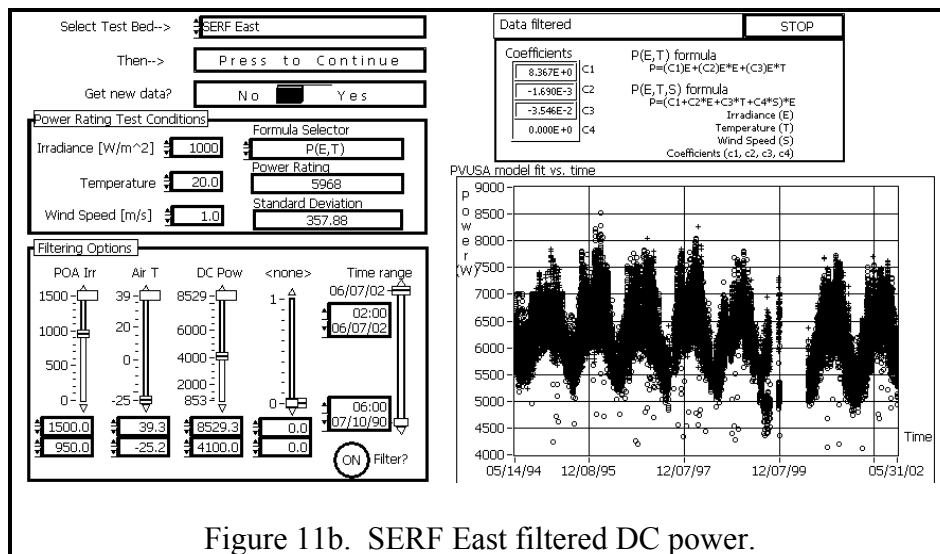 Select Test Bed--> SERF East
Then--> Press to Continue
Get new data? No Yes
Power Rating Test Conditions
Irradiance [W/m^2] 1000
Temperature 20.0
Wind Speed [m/s] 1.0
Formula Selector
P(E,T)
Power Rating
5968
Standard Deviation
357.88
Filtering Options
POA Irr Air T DC Pow <none> Time range
1500 39 8529 1 06/07/02
1000 20 6000 02:00
06/07/02
500 0 4000
2000
0 -25 853 0 06:00
07/10/90
1500.0 39.3 8529.3 0.0
950.0 -25.2 4100.0 0.0
ON Filter?
Data filtered STOP
Coefficients
8.367E+0 C1
-1.690E-3 C2
-3.546E-2 C3
0.000E+0 C4
P(E,T) formula
P=(C1)E+(C2)E*E+(C3)E*T
P(E,T,S) formula
P=(C1+C2*E+C3*T+C4*S)*E
Irradiance (E)
Temperature (T)
Wind Speed (S)
Coefficients (c1, c2, c3, c4)
PVUSA model fit vs. time
Power (W)
9000
8500
8000
7500
7000
6500
6000
5500
5000
4500
4000
Time
05/14/94 12/08/95 12/07/97 12/07/99 05/31/02
Figure 11b. SERF East filtered DC power.